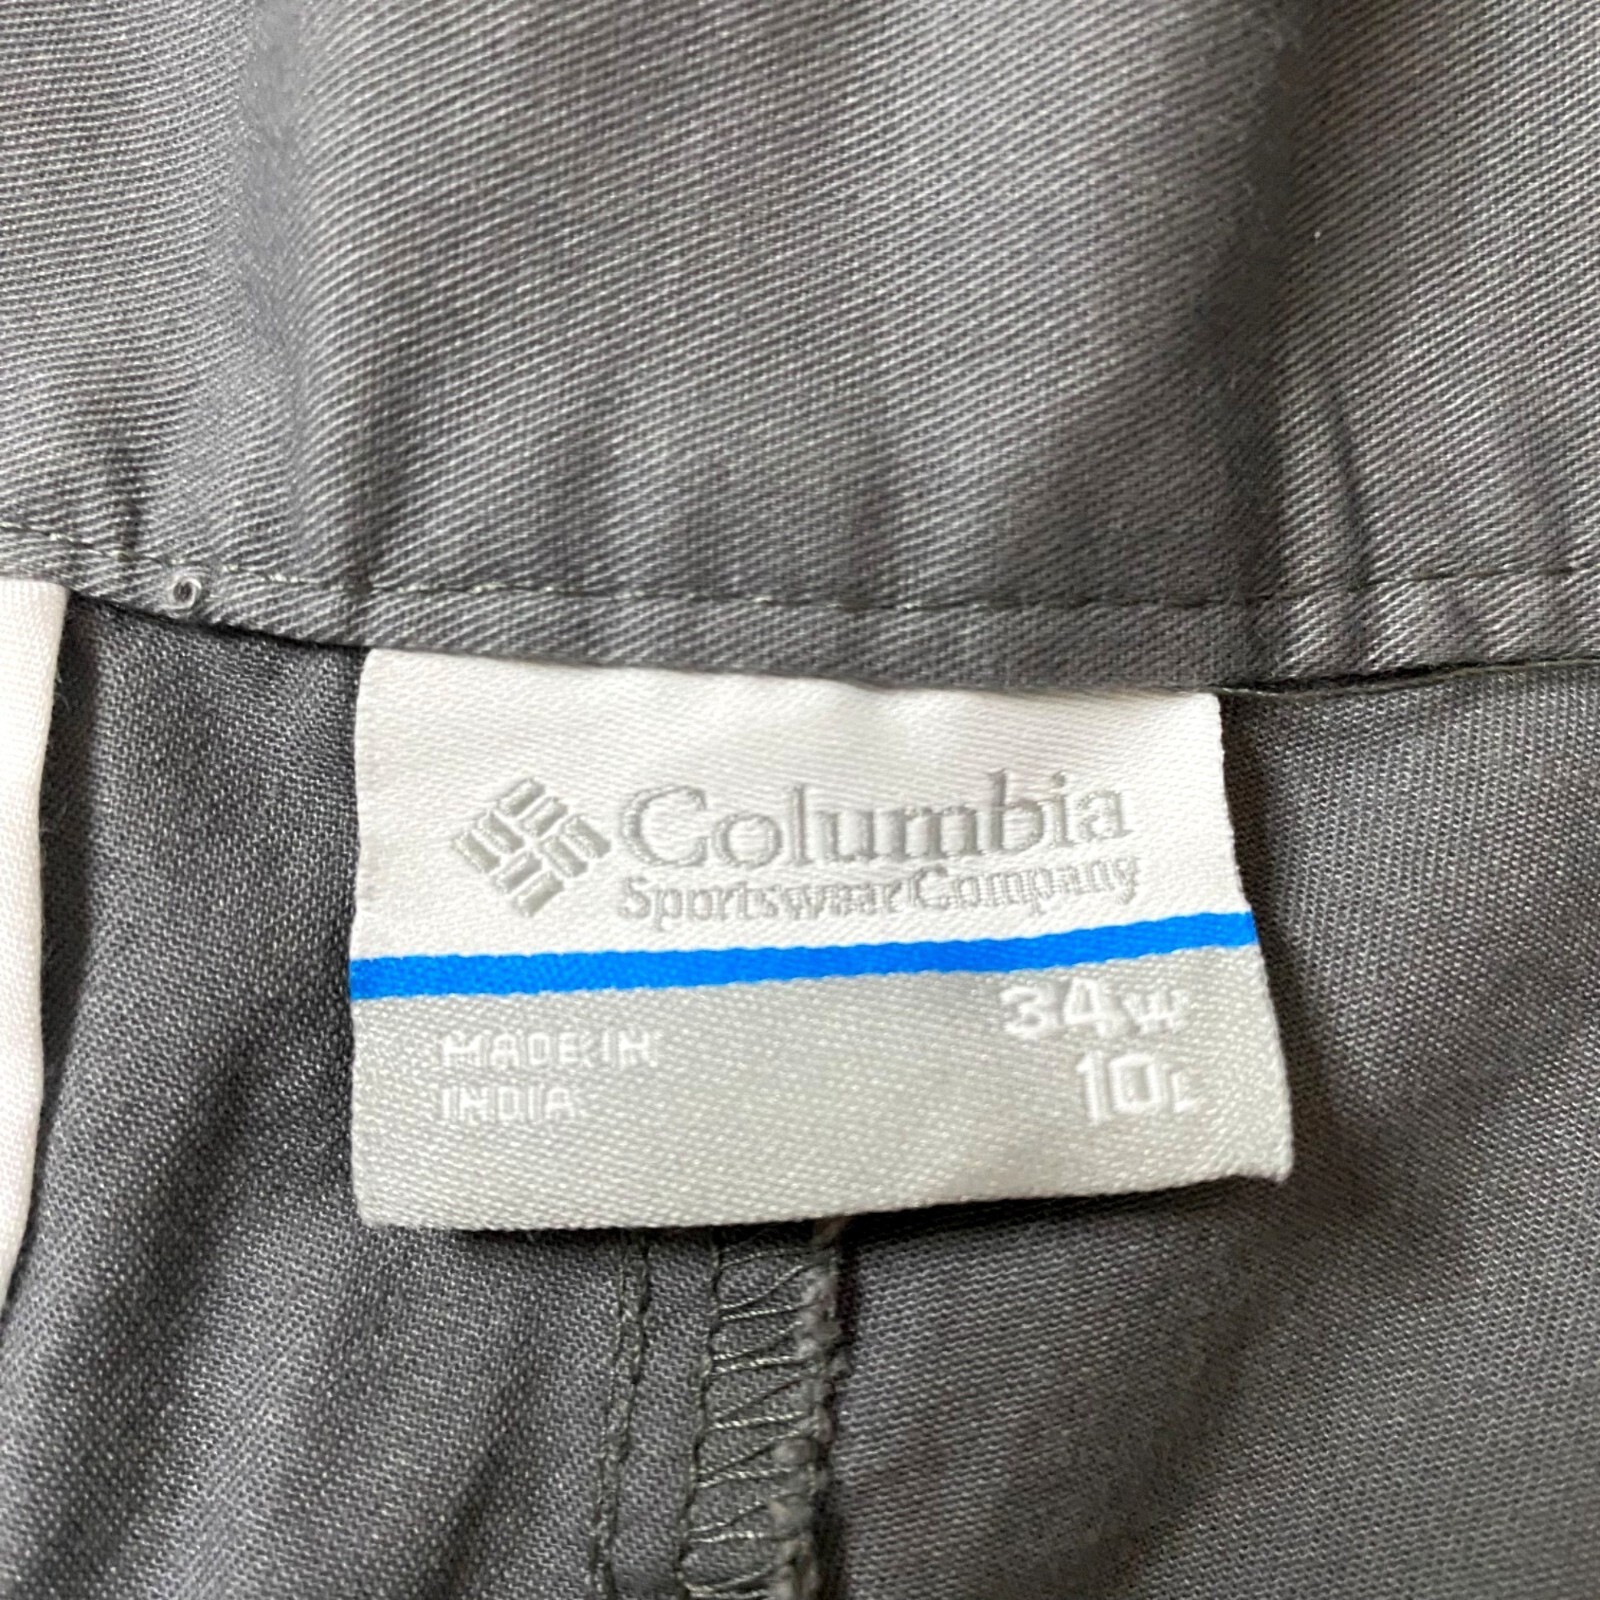 Columbia
Sportswear Company
34W
10L
MADE IN
INDIA